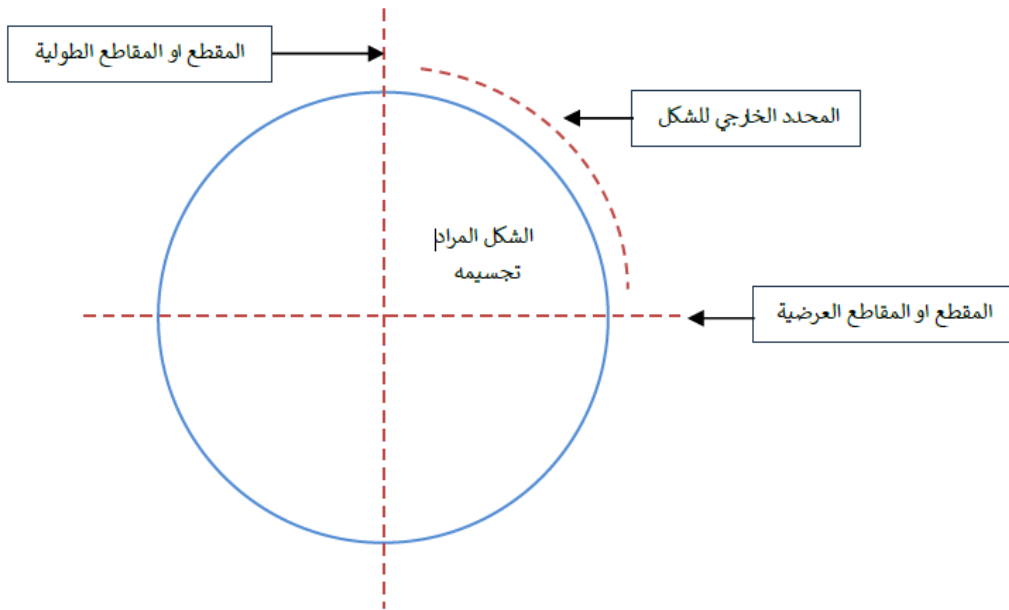 المقطع او المقاطع الطولية
المحدد الخارجي للشكل
الشكل المراد
تجسيمه
المقطع او المقاطع العرضية